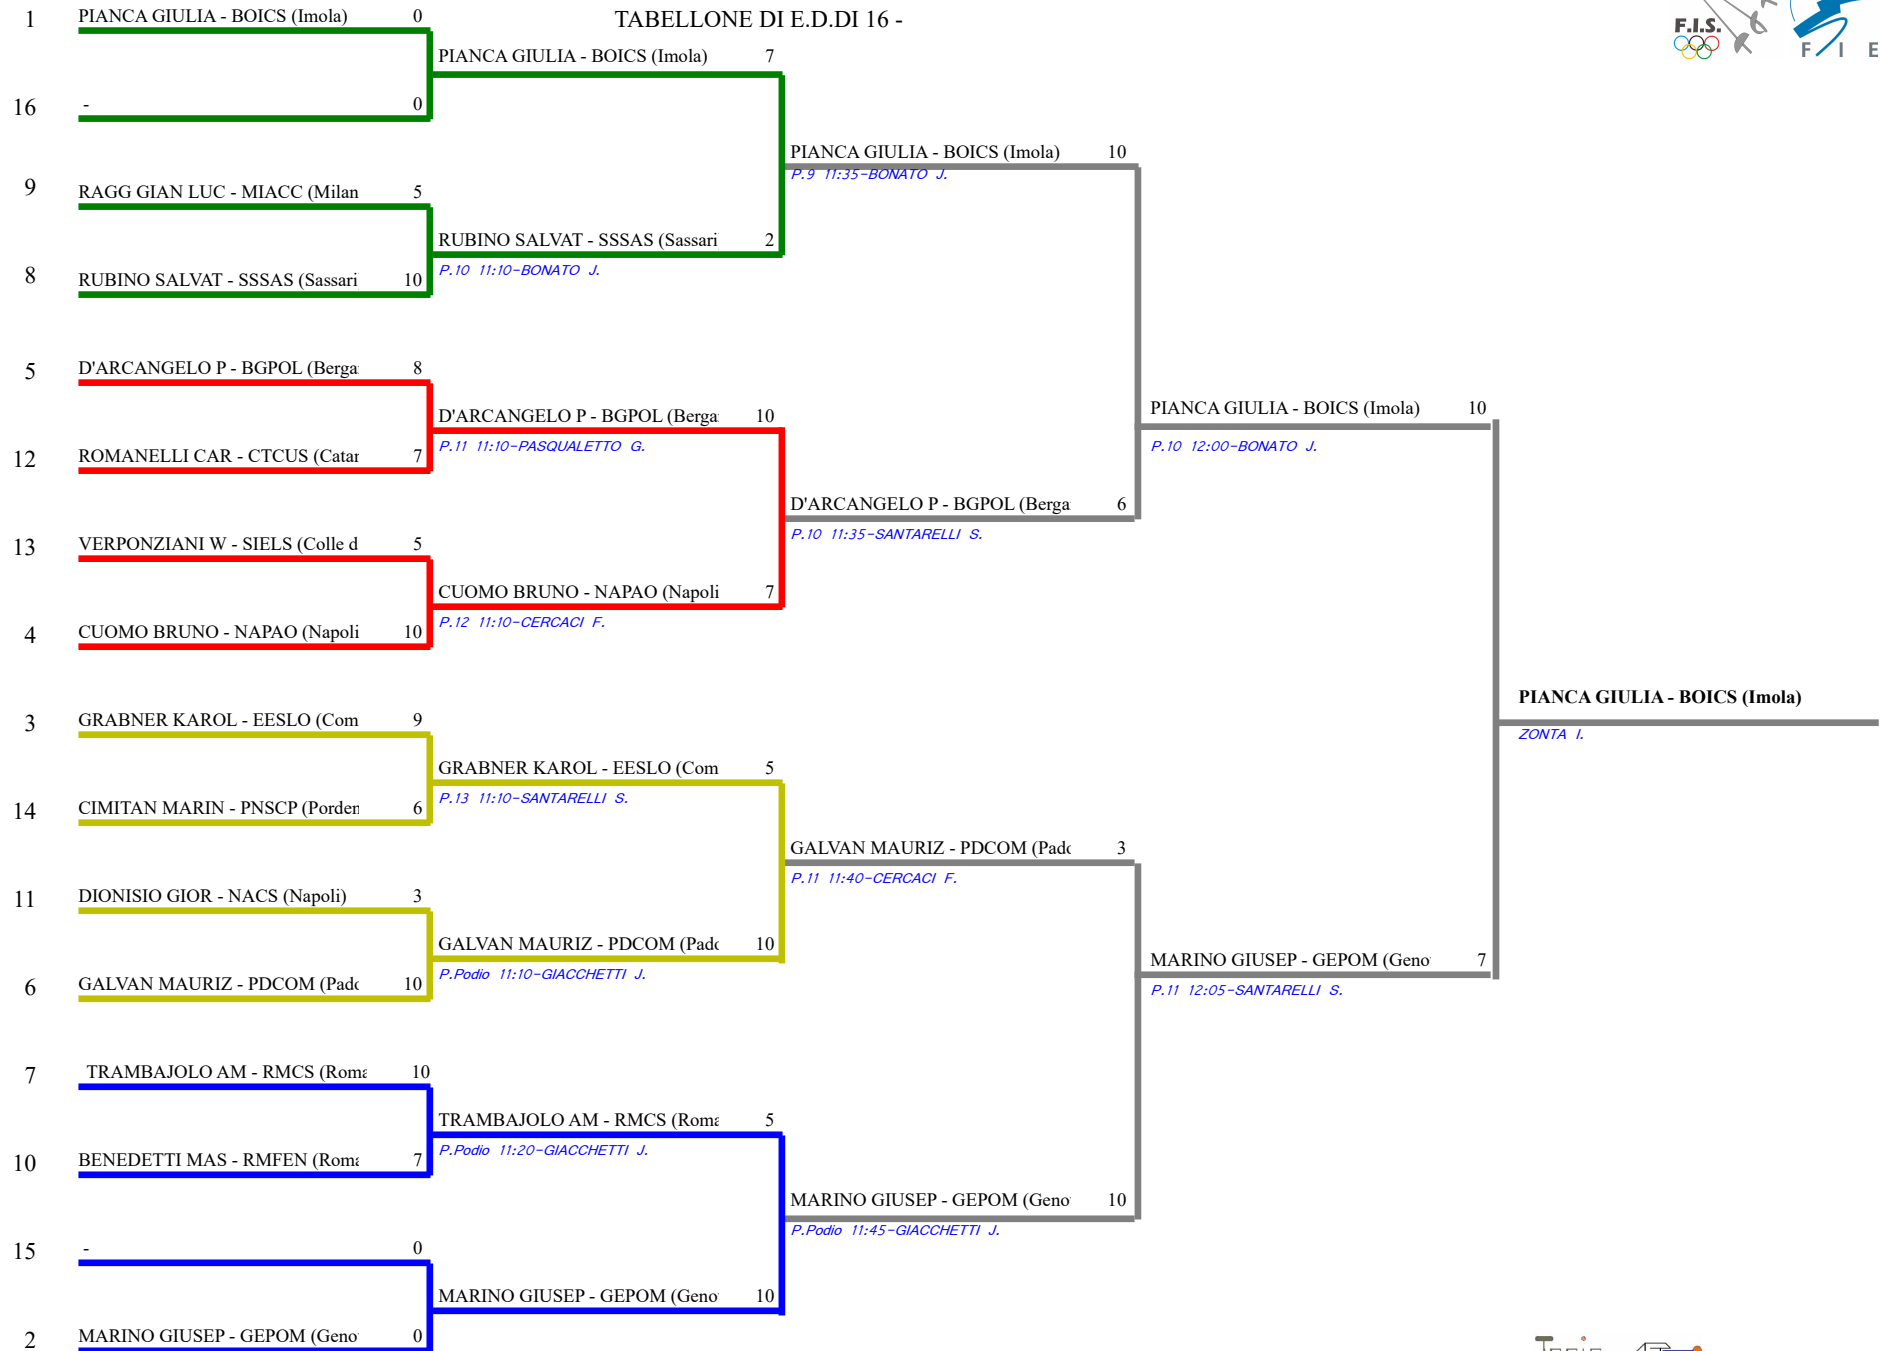 TABELLONE DI E.D.DI 16 -
F.I.S.
F I E
1 PIANCA GIULIA - BOICS (Imola) 0
PIANCA GIULIA - BOICS (Imola) 7
16 - 0
PIANCA GIULIA - BOICS (Imola) 10
P.9 11:35-BONATO J.
9 RAGG GIAN LUC - MIACC (Milan 5
RUBINO SALVAT - SSSAS (Sassari 2
P.10 11:10-BONATO J.
8 RUBINO SALVAT - SSSAS (Sassari 10
5 D'ARCANGELO P - BGPOL (Berga 8
D'ARCANGELO P - BGPOL (Berga 10
P.11 11:10-PASQUALETTO G.
PIANCA GIULIA - BOICS (Imola) 10
P.10 12:00-BONATO J.
12 ROMANELLI CAR - CTCUS (Catan 7
D'ARCANGELO P - BGPOL (Berga 6
P.10 11:35-SANTARELLI S.
13 VERPONZIANI W - SIELS (Colle d 5
CUOMO BRUNO - NAPAO (Napoli 7
P.12 11:10-CERCACI F.
4 CUOMO BRUNO - NAPAO (Napoli 10
PIANCA GIULIA - BOICS (Imola)
ZONTA I.
3 GRABNER KAROL - EESLO (Com 9
GRABNER KAROL - EESLO (Com 5
P.13 11:10-SANTARELLI S.
14 CIMITAN MARIN - PNSCP (Porden 6
GALVAN MAURIZ - PDCOM (Pado 3
P.11 11:40-CERCACI F.
11 DIONISIO GIOR - NACS (Napoli) 3
GALVAN MAURIZ - PDCOM (Pado 10
P.Podio 11:10-GIACCHETTI J.
MARINO GIUSEP - GEPOM (Geno 7
P.11 12:05-SANTARELLI S.
6 GALVAN MAURIZ - PDCOM (Pado 10
7 TRAMBAJOLO AM - RMCS (Roma 10
TRAMBAJOLO AM - RMCS (Roma 5
P.Podio 11:20-GIACCHETTI J.
10 BENEDETTI MAS - RMFEN (Roma 7
MARINO GIUSEP - GEPOM (Geno 10
P.Podio 11:45-GIACCHETTI J.
15 - 0
MARINO GIUSEP - GEPOM (Geno 10
2 MARINO GIUSEP - GEPOM (Geno 0